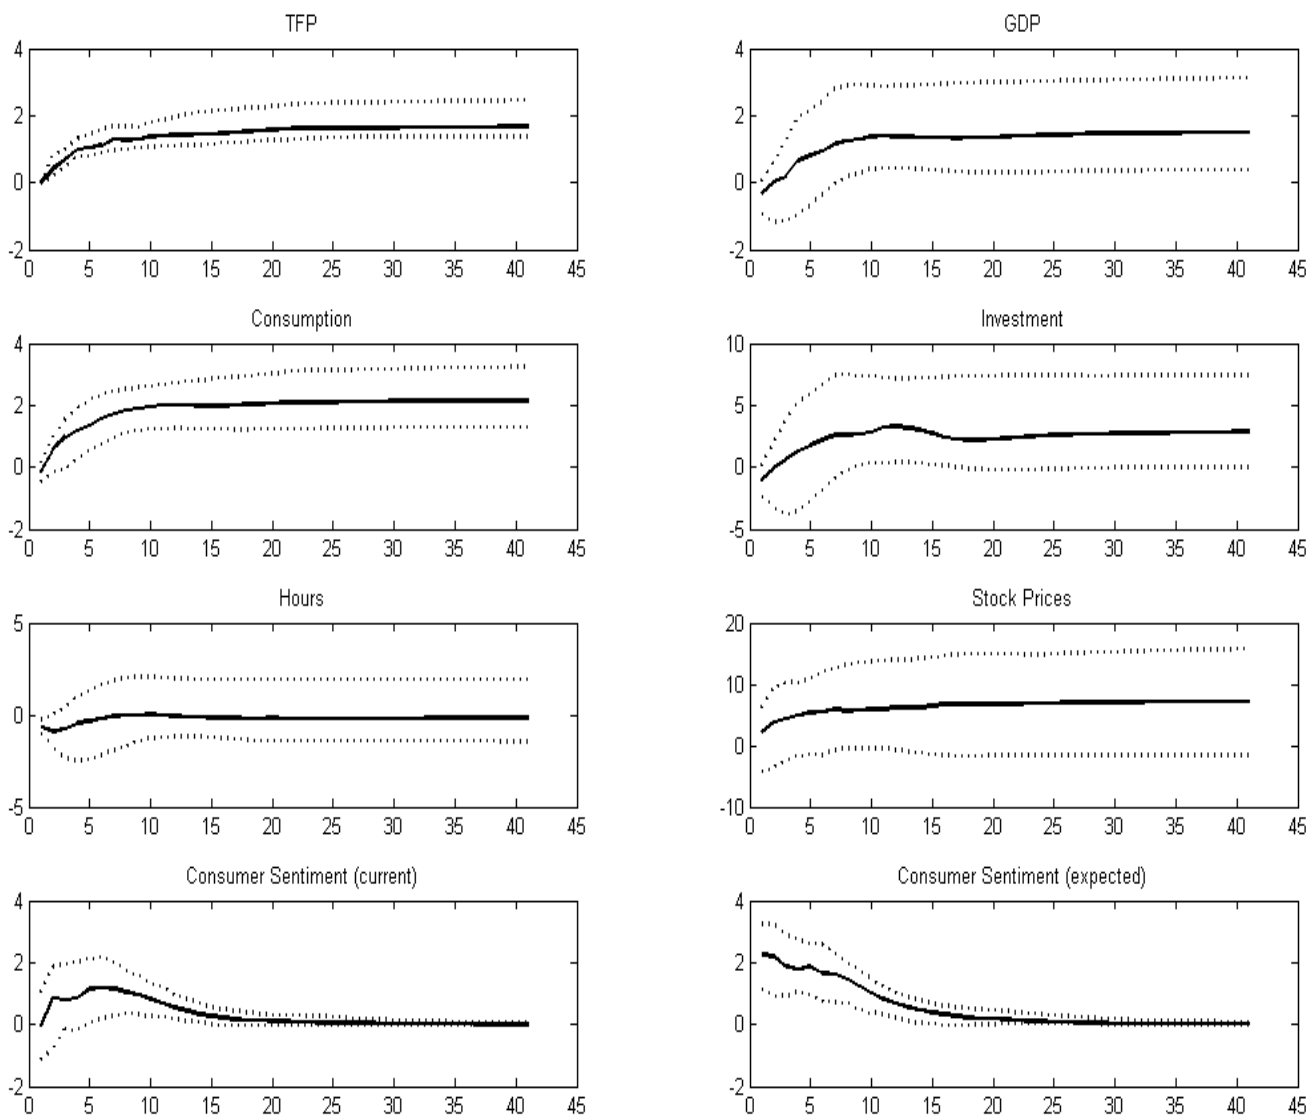 TFP
4
2
0
-2
0 5 10 15 20 25 30 35 40 45
GDP
4
2
0
-2
0 5 10 15 20 25 30 35 40 45
Consumption
4
2
0
-2
0 5 10 15 20 25 30 35 40 45
Investment
10
5
0
-5
0 5 10 15 20 25 30 35 40 45
Hours
5
0
-5
0 5 10 15 20 25 30 35 40 45
Stock Prices
20
10
0
-10
0 5 10 15 20 25 30 35 40 45
Consumer Sentiment (current)
4
2
0
-2
0 5 10 15 20 25 30 35 40 45
Consumer Sentiment (expected)
4
2
0
-2
0 5 10 15 20 25 30 35 40 45